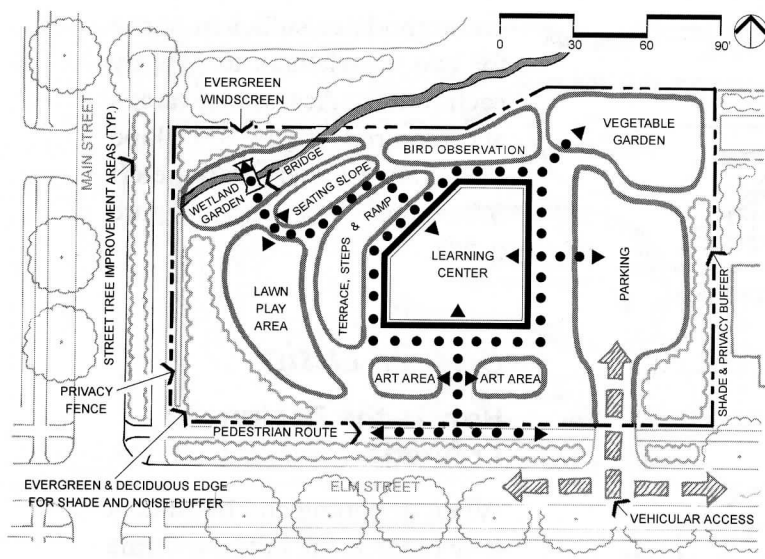 0 30 60 90'
EVERGREEN
WINDSCREEN
MAIN STREET
STREET TREE IMPROVEMENT AREAS (TYP.)
BRIDGE
WETLAND
GARDEN
SEATING SLOPE
BIRD OBSERVATION
VEGETABLE
GARDEN
TERRACE, STEPS & RAMP
LEARNING
CENTER
PARKING
LAWN
PLAY
AREA
SHADE & PRIVACY BUFFER
PRIVACY
FENCE
ART AREA
ART AREA
PEDESTRIAN ROUTE
EVERGREEN & DECIDUOUS EDGE
FOR SHADE AND NOISE BUFFER
ELM STREET
VEHICULAR ACCESS